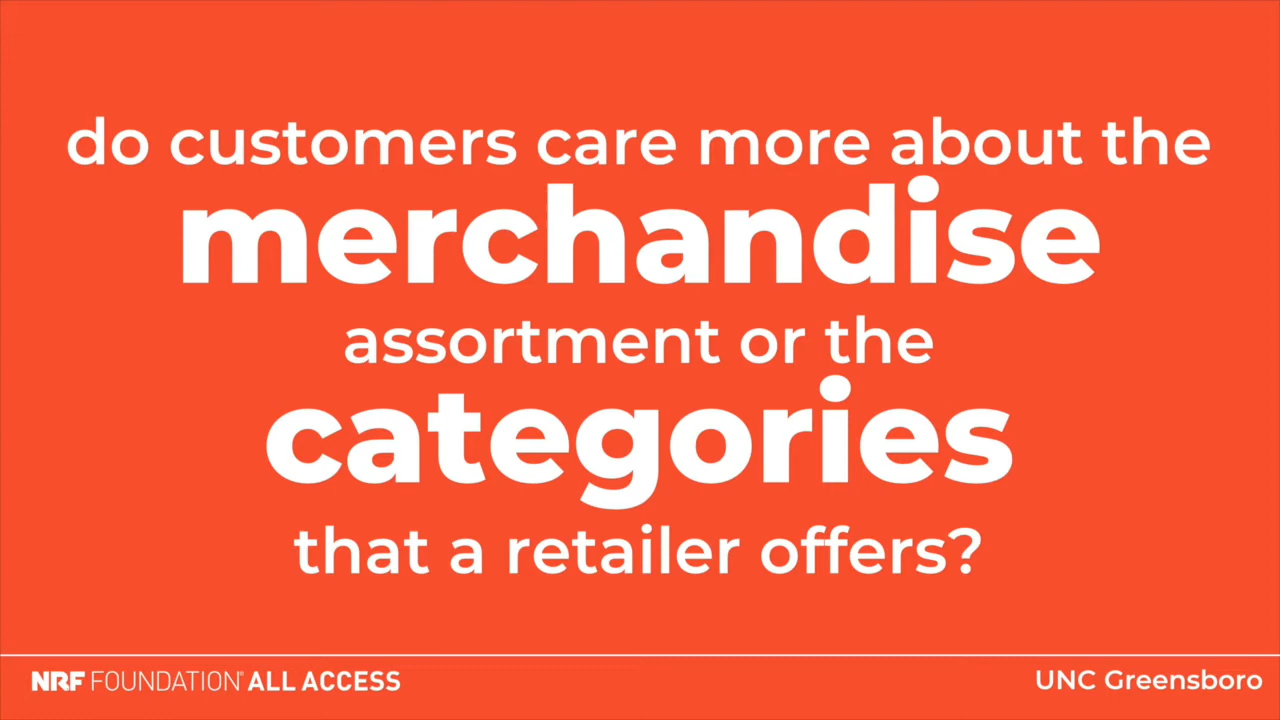 do customers care more about the
merchandise
assortment or the
categories
that a retailer offers?
NRF FOUNDATION® ALL ACCESS
UNC Greensboro